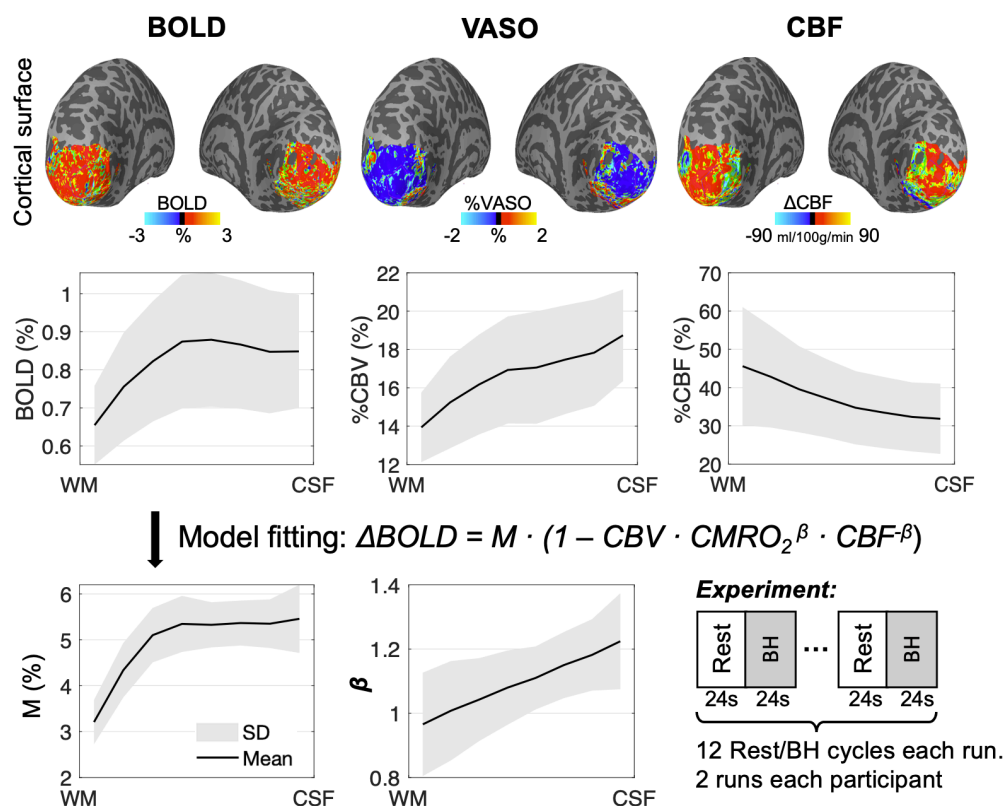 BOLD VASO CBF
Cortical surface
BOLD %VASO ΔCBF
-3 % 3 -2 % 2 -90 ml/100g/min 90
BOLD (%)
1
0.9
0.8
0.7
0.6
WM CSF
%CBV (%)
22
20
18
16
14
12
WM CSF
%CBF (%)
70
60
50
40
30
20
WM CSF
Model fitting: ΔBOLD = M · (1 – CBV · CMRO₂^β · CBF^-β)
M (%)
6
5
4
3
2
SD
Mean
WM CSF
β
1.4
1.2
1
0.8
WM CSF
Experiment:
Rest BH ... Rest BH
24s 24s 24s 24s
12 Rest/BH cycles each run.
2 runs each participant